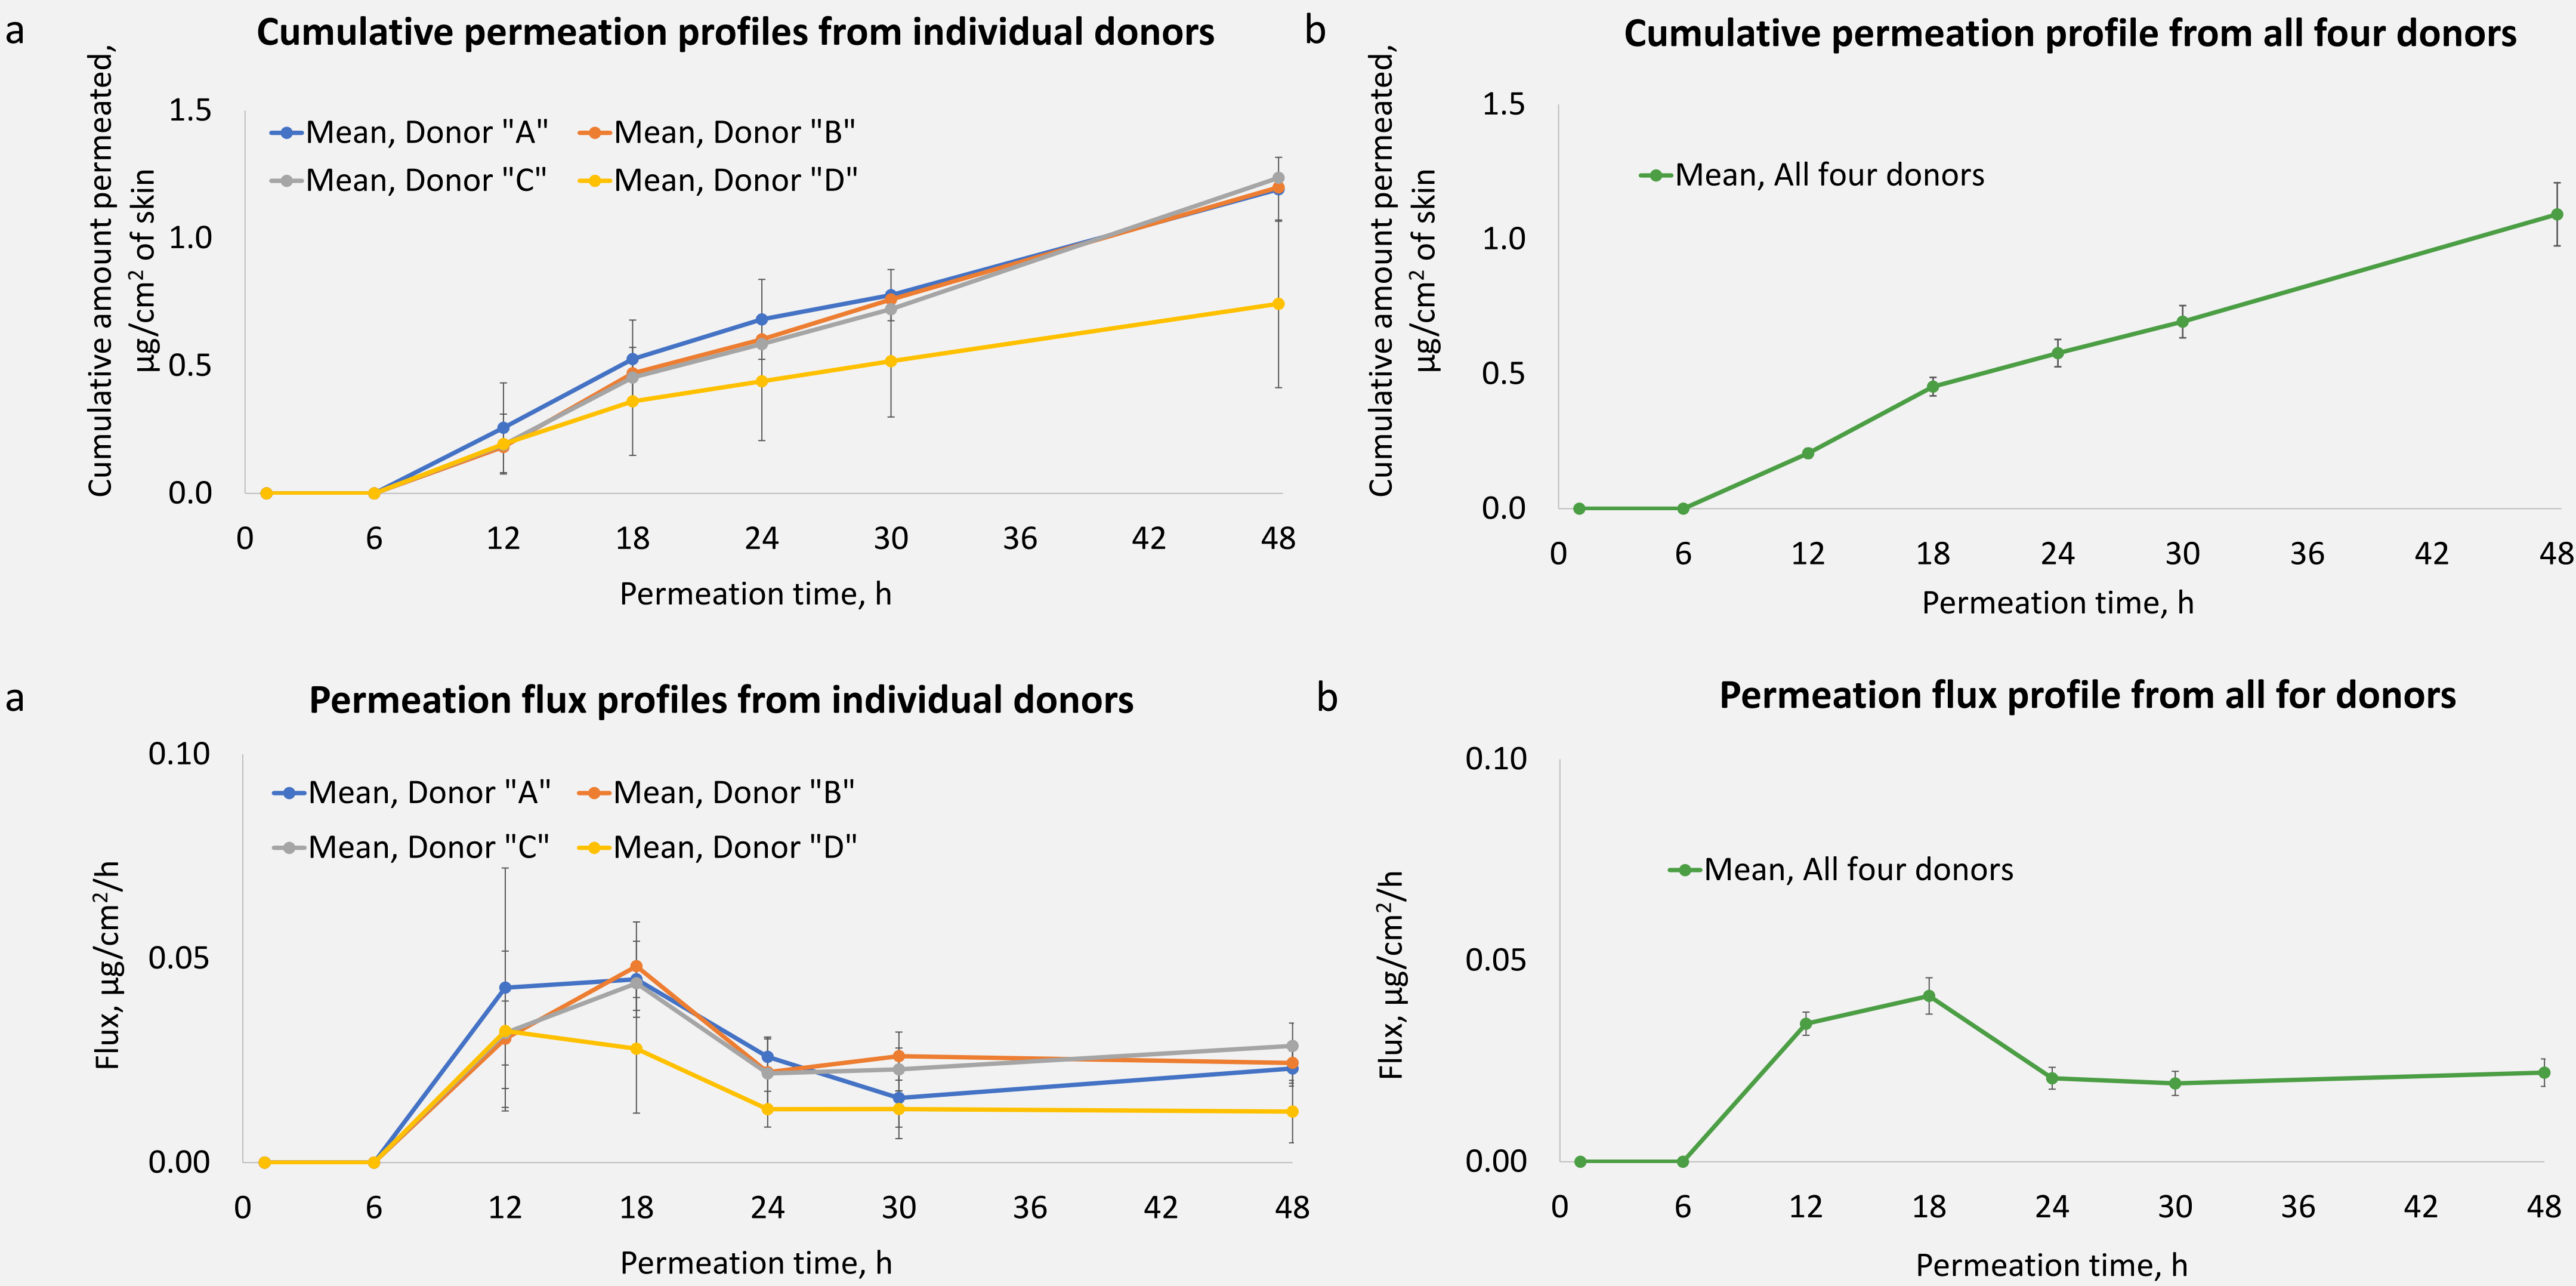 a
Cumulative permeation profiles from individual donors
Cumulative amount permeated,
µg/cm² of skin
1.5
1.0
0.5
0.0
Mean, Donor "A"
Mean, Donor "B"
Mean, Donor "C"
Mean, Donor "D"
0 6 12 18 24 30 36 42 48
Permeation time, h
b
Cumulative permeation profile from all four donors
Cumulative amount permeated,
µg/cm² of skin
1.5
1.0
0.5
0.0
Mean, All four donors
0 6 12 18 24 30 36 42 48
Permeation time, h
a
Permeation flux profiles from individual donors
Flux, µg/cm²/h
0.10
0.05
0.00
Mean, Donor "A"
Mean, Donor "B"
Mean, Donor "C"
Mean, Donor "D"
0 6 12 18 24 30 36 42 48
Permeation time, h
b
Permeation flux profile from all for donors
Flux, µg/cm²/h
0.10
0.05
0.00
Mean, All four donors
0 6 12 18 24 30 36 42 48
Permeation time, h